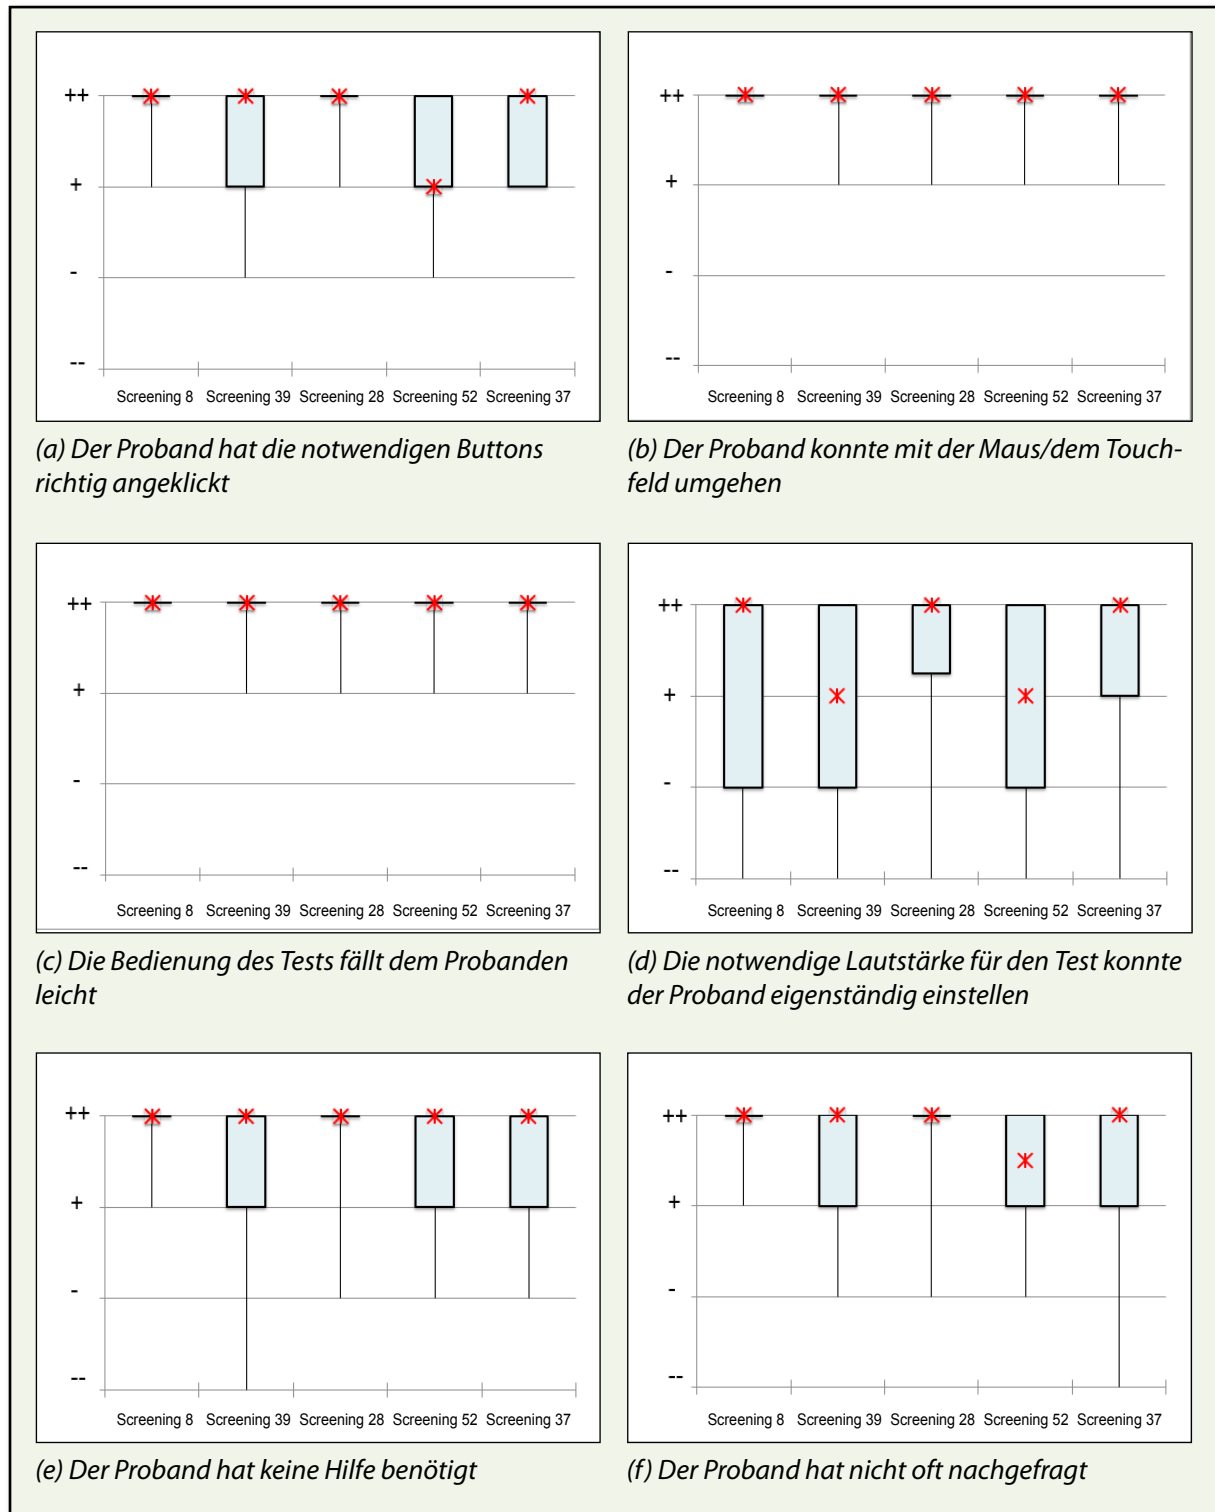 ++
+
-
--
Screening 8 Screening 39 Screening 28 Screening 52 Screening 37
(a) Der Proband hat die notwendigen Buttons
richtig angeklickt
++
+
-
--
Screening 8 Screening 39 Screening 28 Screening 52 Screening 37
(b) Der Proband konnte mit der Maus/dem Touch-
feld umgehen
++
+
-
--
Screening 8 Screening 39 Screening 28 Screening 52 Screening 37
(c) Die Bedienung des Tests fällt dem Probanden
leicht
++
+
-
--
Screening 8 Screening 39 Screening 28 Screening 52 Screening 37
(d) Die notwendige Lautstärke für den Test konnte
der Proband eigenständig einstellen
++
+
-
--
Screening 8 Screening 39 Screening 28 Screening 52 Screening 37
(e) Der Proband hat keine Hilfe benötigt
++
+
-
--
Screening 8 Screening 39 Screening 28 Screening 52 Screening 37
(f) Der Proband hat nicht oft nachgefragt